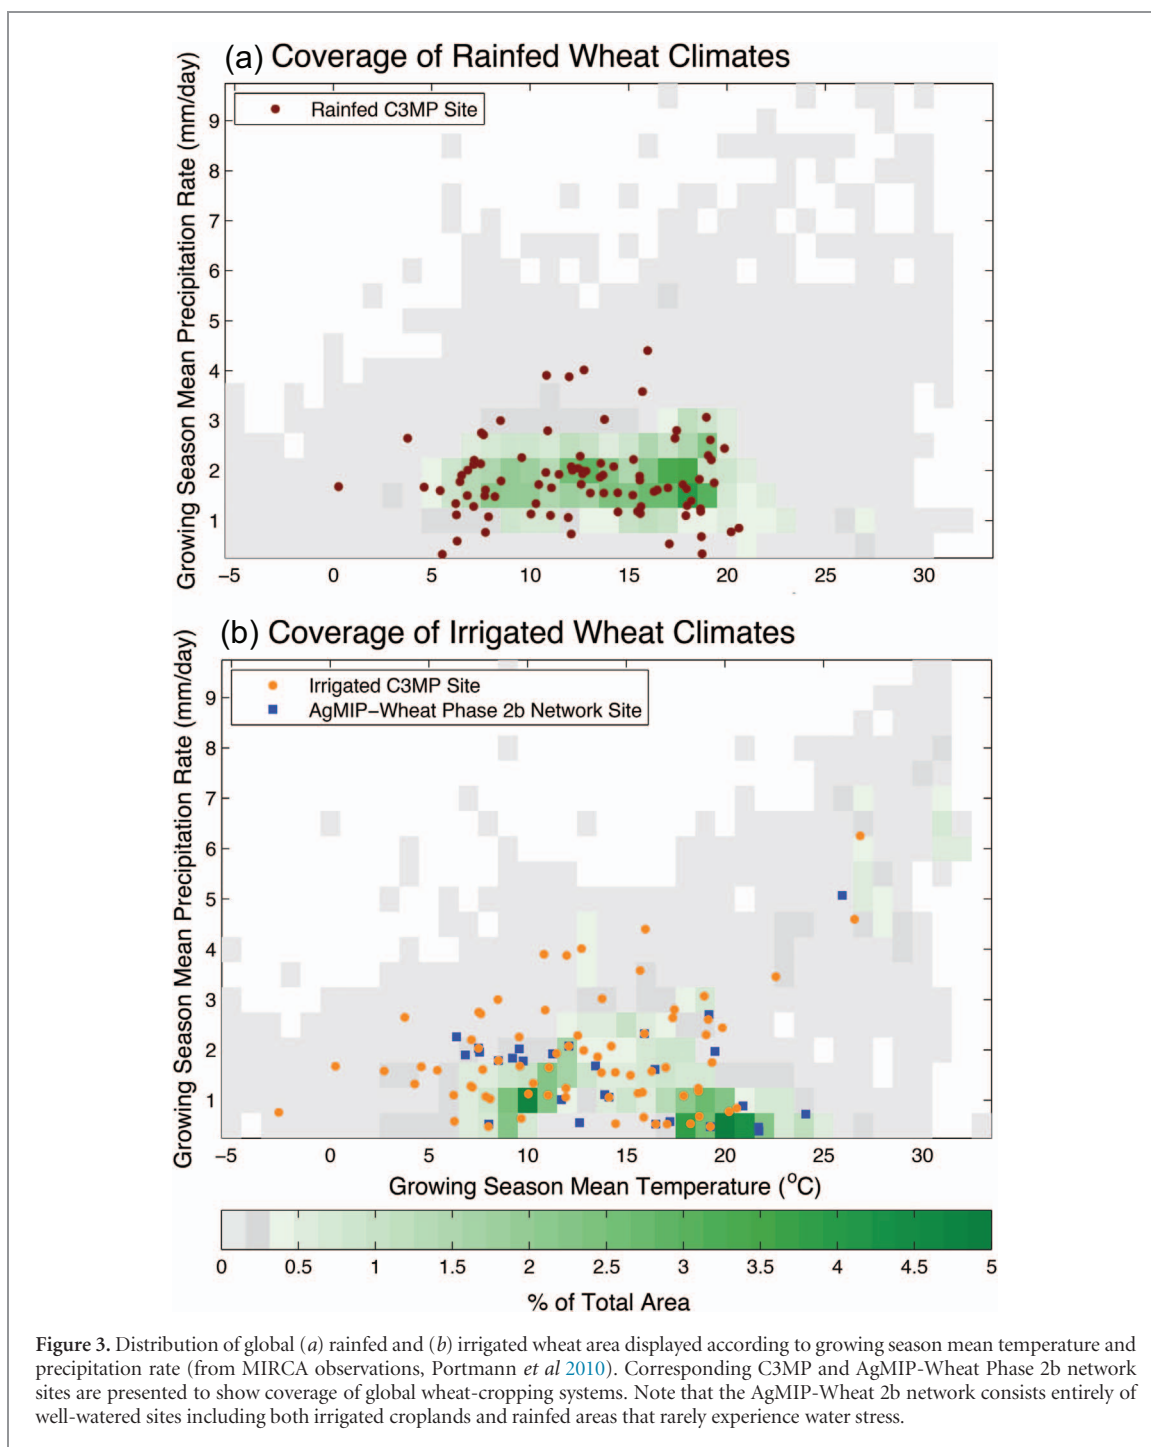 (a) Coverage of Rainfed Wheat Climates
Growing Season Mean Precipitation Rate (mm/day)
Rainfed C3MP Site
9
8
7
6
5
4
3
2
1
−5 0 5 10 15 20 25 30
(b) Coverage of Irrigated Wheat Climates
Growing Season Mean Precipitation Rate (mm/day)
Irrigated C3MP Site
AgMIP−Wheat Phase 2b Network Site
9
8
7
6
5
4
3
2
1
−5 0 5 10 15 20 25 30
Growing Season Mean Temperature (°C)
0 0.5 1 1.5 2 2.5 3 3.5 4 4.5 5
% of Total Area
Figure 3. Distribution of global (a) rainfed and (b) irrigated wheat area displayed according to growing season mean temperature and
precipitation rate (from MIRCA observations, Portmann et al 2010). Corresponding C3MP and AgMIP-Wheat Phase 2b network
sites are presented to show coverage of global wheat-cropping systems. Note that the AgMIP-Wheat 2b network consists entirely of
well-watered sites including both irrigated croplands and rainfed areas that rarely experience water stress.